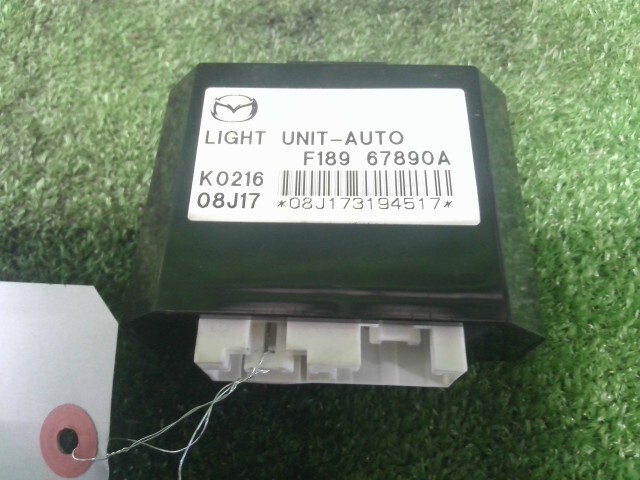 LIGHT UNIT-AUTO
F189 67890A
K0216
08J17 *08J173194517*